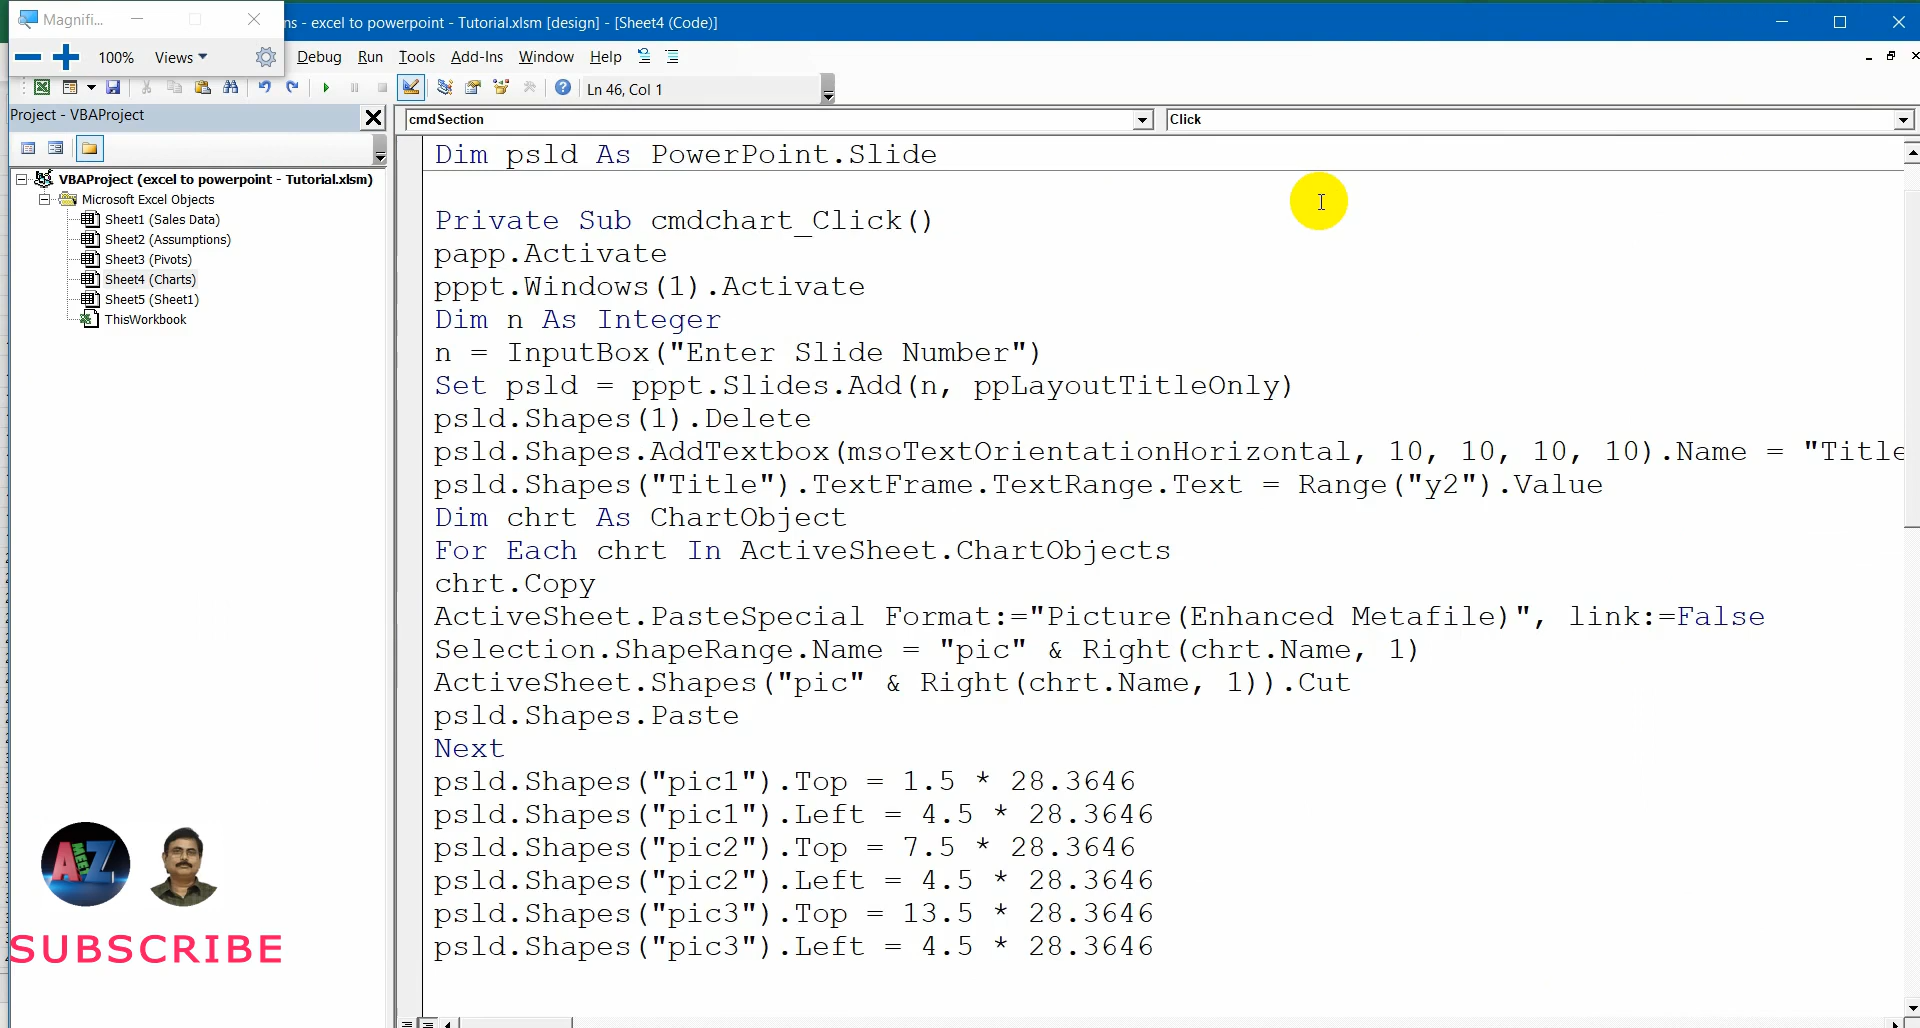 Magnifi...
ns - excel to powerpoint - Tutorial.xlsm [design] - [Sheet4 (Code)]
100%
Views
Debug
Run
Tools
Add-Ins
Window
Help
Ln 46, Col 1
Project - VBAProject
cmdSection
Click
VBAProject (excel to powerpoint - Tutorial.xlsm)
Microsoft Excel Objects
Sheet1 (Sales Data)
Sheet2 (Assumptions)
Sheet3 (Pivots)
Sheet4 (Charts)
Sheet5 (Sheet1)
ThisWorkbook
Dim psld As PowerPoint.Slide
Private Sub cmdchart_Click()
papp.Activate
pppt.Windows(1).Activate
Dim n As Integer
n = InputBox("Enter Slide Number")
Set psld = pppt.Slides.Add(n, ppLayoutTitleOnly)
psld.Shapes(1).Delete
psld.Shapes.AddTextbox(msoTextOrientationHorizontal, 10, 10, 10, 10).Name = "Title
psld.Shapes("Title").TextFrame.TextRange.Text = Range("y2").Value
Dim chrt As ChartObject
For Each chrt In ActiveSheet.ChartObjects
chrt.Copy
ActiveSheet.PasteSpecial Format:="Picture(Enhanced Metafile)", link:=False
Selection.ShapeRange.Name = "pic" & Right(chrt.Name, 1)
ActiveSheet.Shapes("pic" & Right(chrt.Name, 1)).Cut
psld.Shapes.Paste
Next
psld.Shapes("pic1").Top = 1.5 * 28.3646
psld.Shapes("pic1").Left = 4.5 * 28.3646
psld.Shapes("pic2").Top = 7.5 * 28.3646
psld.Shapes("pic2").Left = 4.5 * 28.3646
psld.Shapes("pic3").Top = 13.5 * 28.3646
psld.Shapes("pic3").Left = 4.5 * 28.3646
A MEET Z
SUBSCRIBE